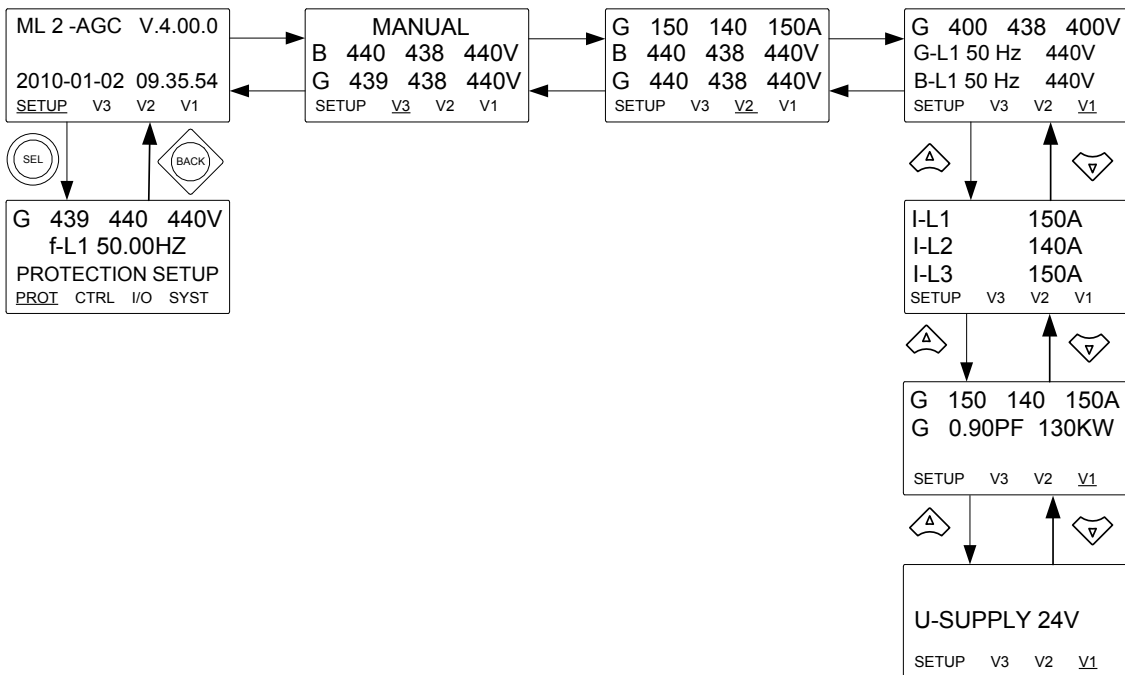 ML 2 -AGC V.4.00.0
2010-01-02 09.35.54
SETUP V3 V2 V1
MANUAL
B 440 438 440V
G 439 438 440V
SETUP V3 V2 V1
G 150 140 150A
B 440 438 440V
G 440 438 440V
SETUP V3 V2 V1
G 400 438 400V
G-L1 50 Hz 440V
B-L1 50 Hz 440V
SETUP V3 V2 V1
SEL
BACK
G 439 440 440V
f-L1 50.00HZ
PROTECTION SETUP
PROT CTRL I/O SYST
I-L1 150A
I-L2 140A
I-L3 150A
SETUP V3 V2 V1
G 150 140 150A
G 0.90PF 130KW
SETUP V3 V2 V1
U-SUPPLY 24V
SETUP V3 V2 V1